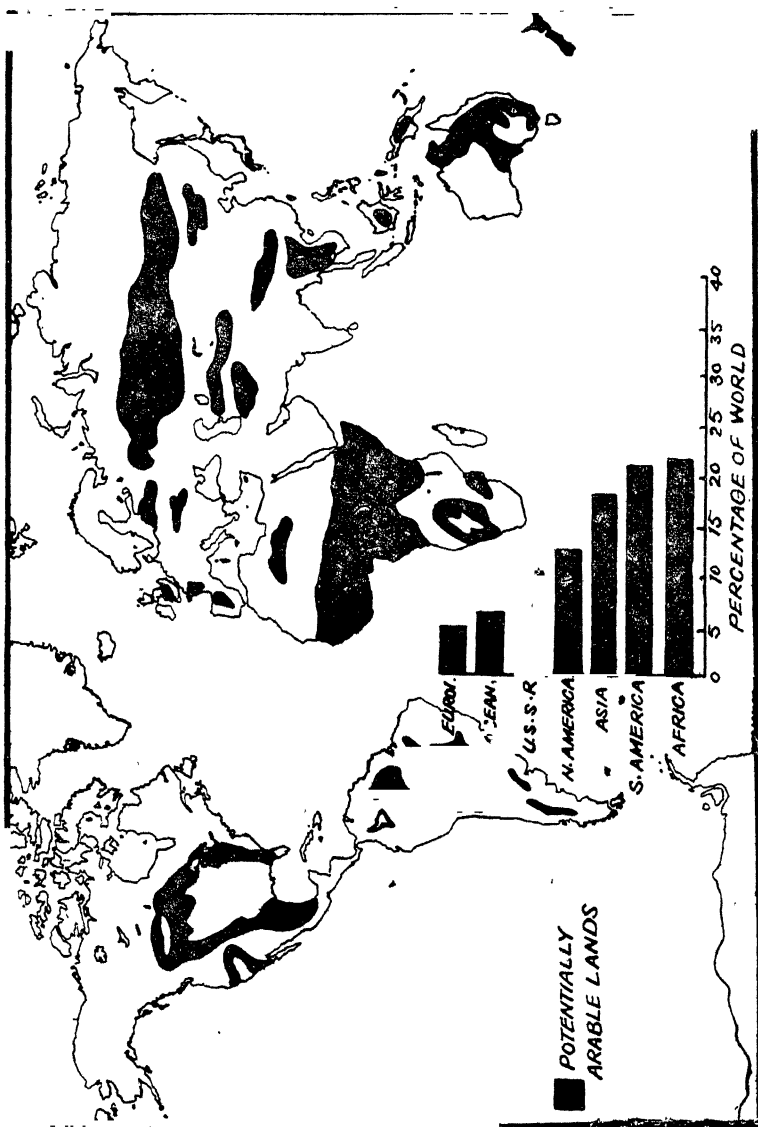 POTENTIALLY
ARABLE LANDS
U.S.S.R
N.AMERICA
ASIA
S. AMERICA
AFRICA
0 5 10 15 20 25 30 35 40
PERCENTAGE OF WORLD